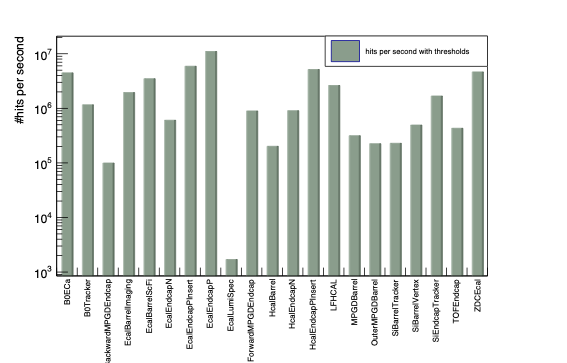 #hits per second
hits per second with thresholds
10^7
10^6
10^5
10^4
10^3
B0ECal
B0Tracker
ackwardMPGDEndcap
EcalBarrelImaging
EcalBarrelScFi
EcalEndcapN
EcalEndcapPInsert
EcalEndcapP
EcalLumiSpec
ForwardMPGDEndcap
HcalBarrel
HcalEndcapN
HcalEndcapPInsert
LFHCAL
MPGDBarrel
OuterMPGDBarrel
SiBarrelTracker
SiBarrelVertex
SiEndcapTracker
TOFEndcap
ZDCEcal